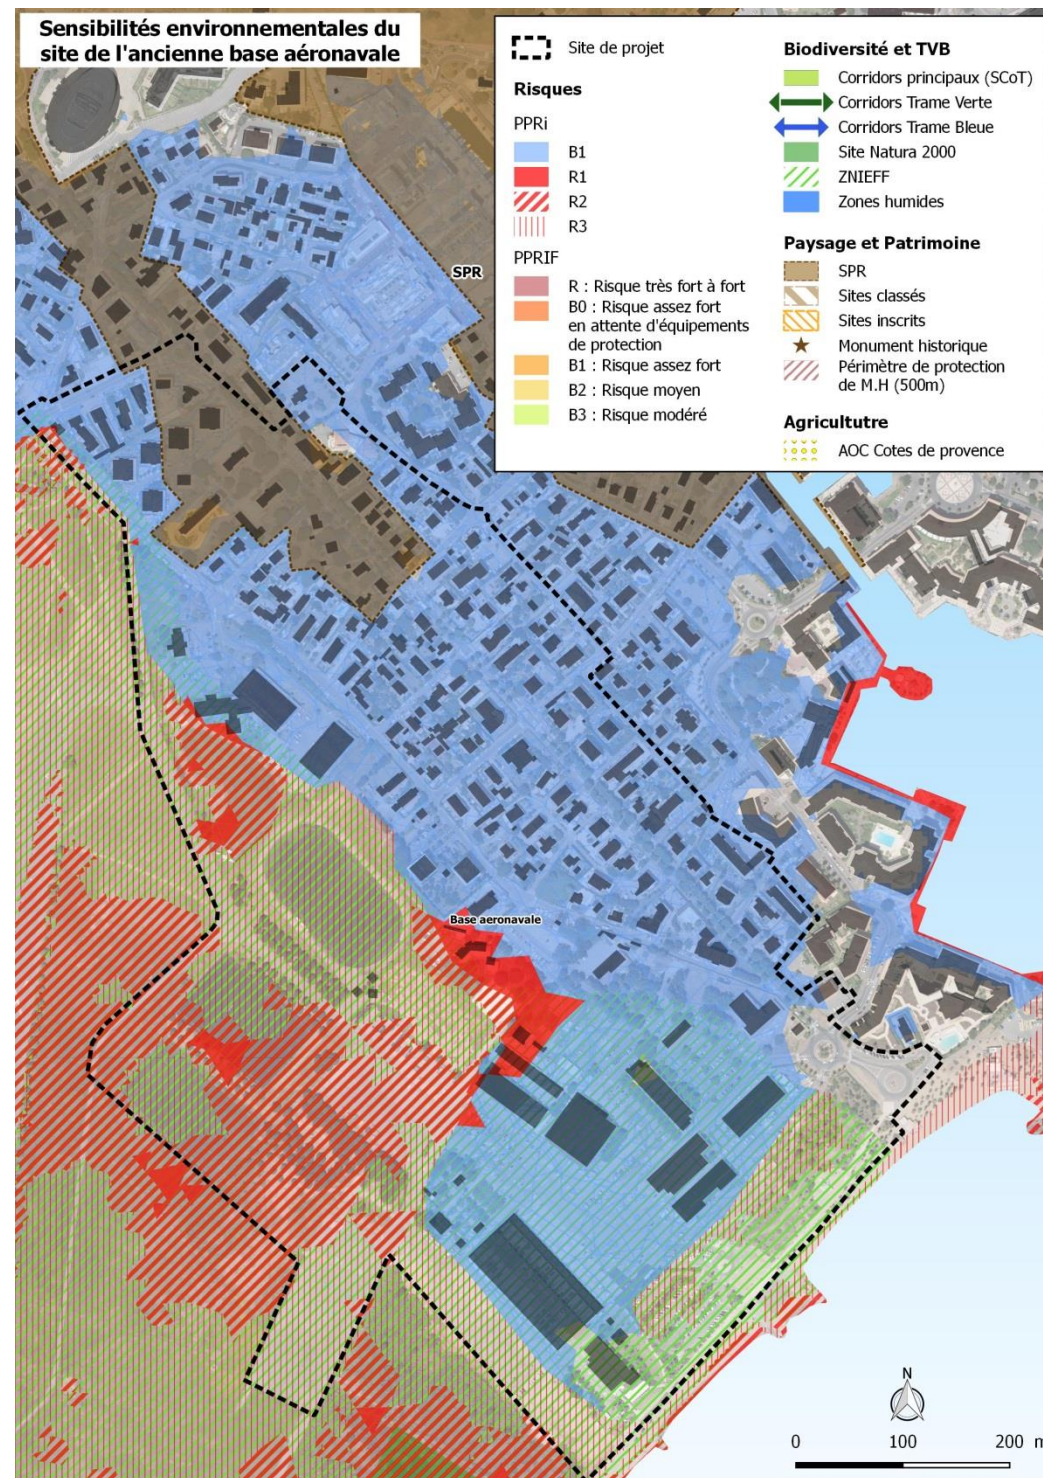 Sensibilités environnementales du
site de l'ancienne base aéronavale
Site de projet
Risques
PPRi
B1
R1
R2
R3
PPRIF
R : Risque très fort à fort
B0 : Risque assez fort
en attente d'équipements
de protection
B1 : Risque assez fort
B2 : Risque moyen
B3 : Risque modéré
Biodiversité et TVB
Corridors principaux (SCoT)
Corridors Trame Verte
Corridors Trame Bleue
Site Natura 2000
ZNIEFF
Zones humides
Paysage et Patrimoine
SPR
Sites classés
Sites inscrits
Monument historique
Périmètre de protection
de M.H (500m)
Agricultutre
AOC Cotes de provence
SPR
Base aeronavale
N
0 100 200 m